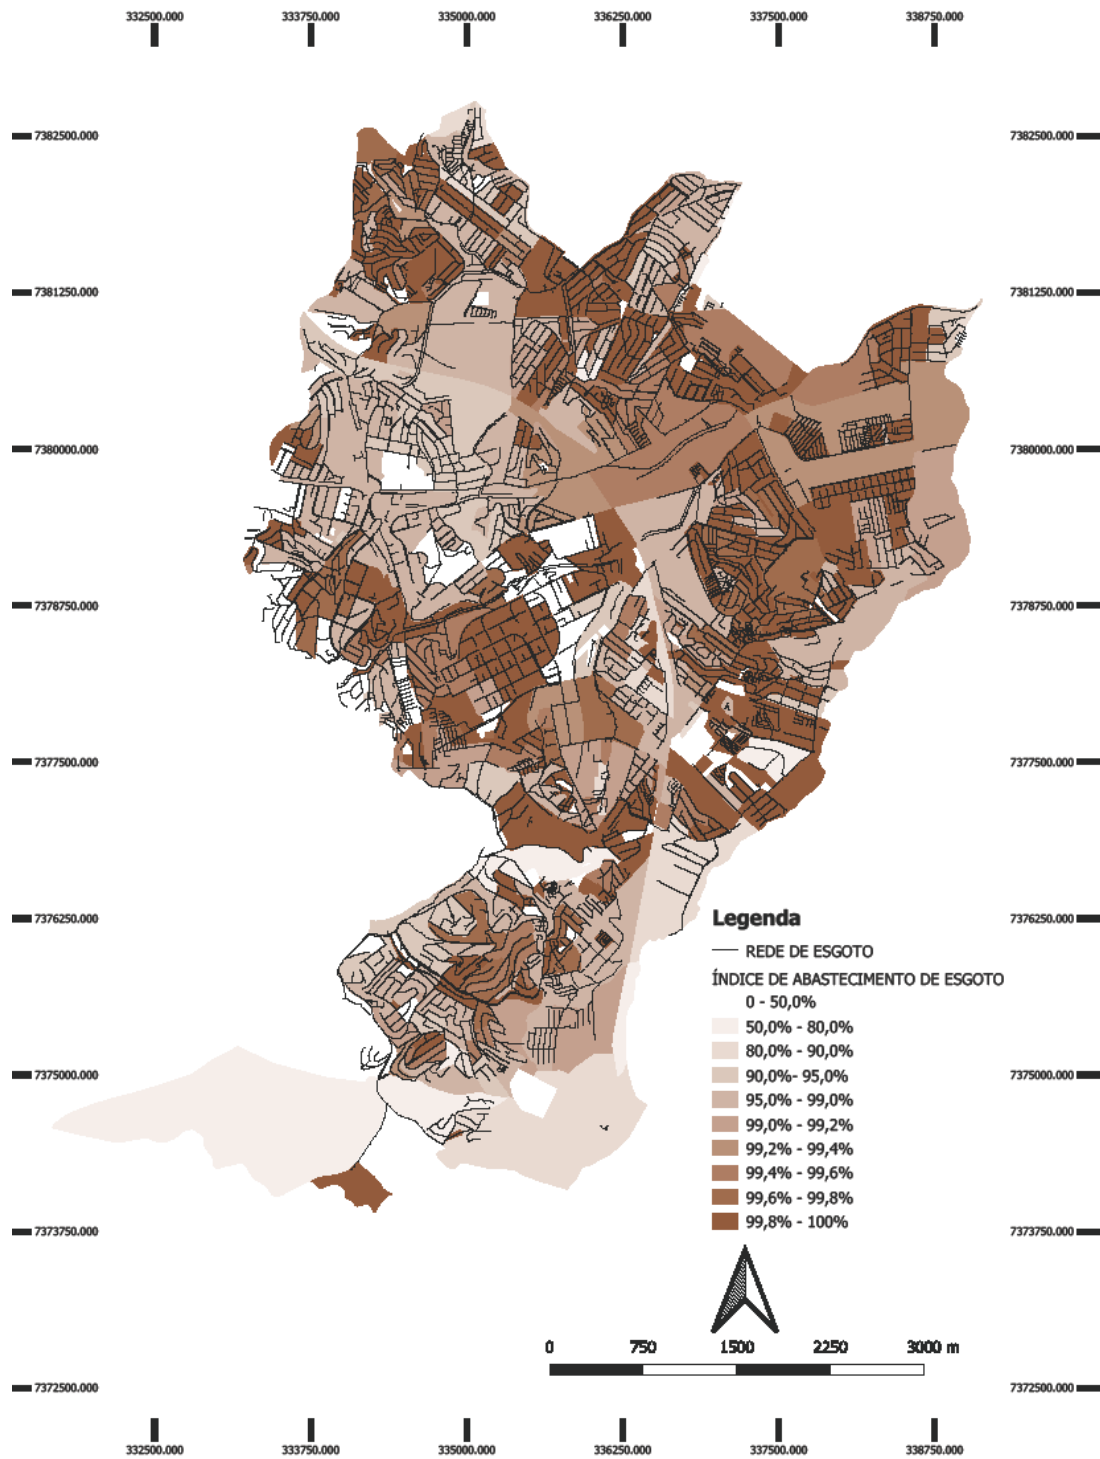 332500.000 333750.000 335000.000 336250.000 337500.000 338750.000
7382500.000 7382500.000
7381250.000 7381250.000
7380000.000 7380000.000
7378750.000 7378750.000
7377500.000 7377500.000
7376250.000 7376250.000
Legenda
REDE DE ESGOTO
ÍNDICE DE ABASTECIMENTO DE ESGOTO
0 - 50,0%
50,0% - 80,0%
80,0% - 90,0%
90,0%- 95,0%
95,0% - 99,0%
99,0% - 99,2%
99,2% - 99,4%
99,4% - 99,6%
99,6% - 99,8%
99,8% - 100%
7375000.000 7375000.000
7373750.000 7373750.000
0 750 1500 2250 3000 m
7372500.000 7372500.000
332500.000 333750.000 335000.000 336250.000 337500.000 338750.000